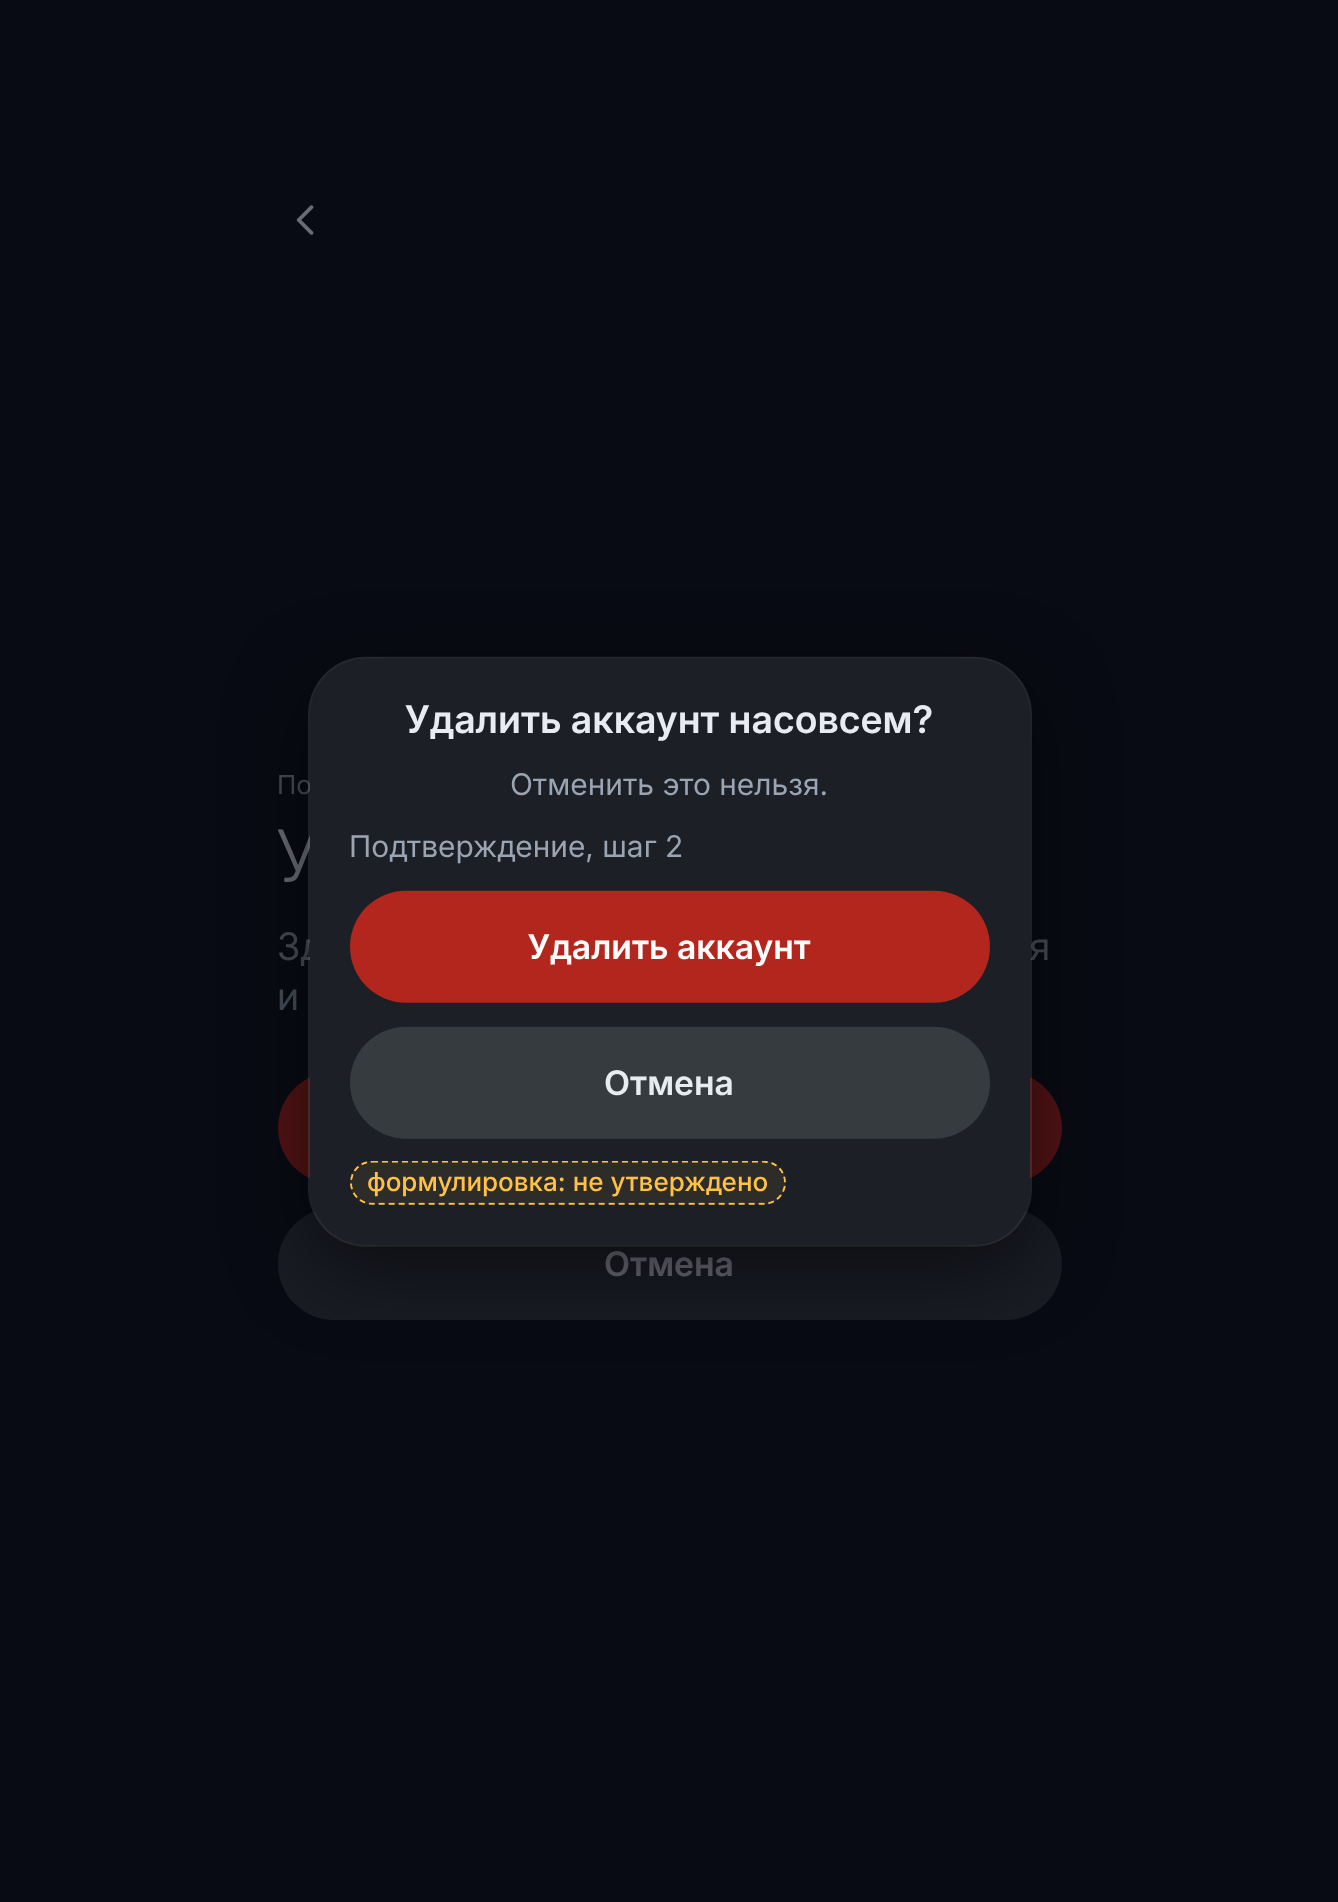 Удалить аккаунт насовсем?
Отменить это нельзя.
Подтверждение, шаг 2
Удалить аккаунт
Отмена
формулировка: не утверждено
и
Отмена